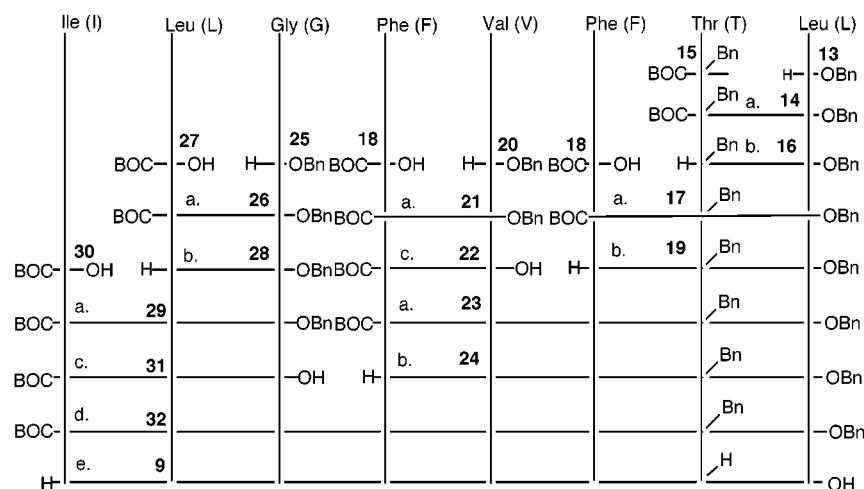 Ile (I) Leu (L) Gly (G) Phe (F) Val (V) Phe (F) Thr (T) Leu (L)
15 Bn 13
BOC H OBn
Bn a. 14
BOC OBn
27 25 18 20 18 Bn b. 16
BOC OH H OBn BOC OH H OBn BOC OH H OBn
a. 26 a. 21 a. 17 Bn
BOC OBn BOC OBn BOC OBn
30 b. 28 c. 22 b. 19 Bn
BOC OH H OBn BOC OH H OBn
a. 29 a. 23 Bn
BOC OBn BOC OBn
c. 31 b. 24 Bn
BOC OH H OBn
d. 32 Bn
BOC OBn
e. 9 H
H OH